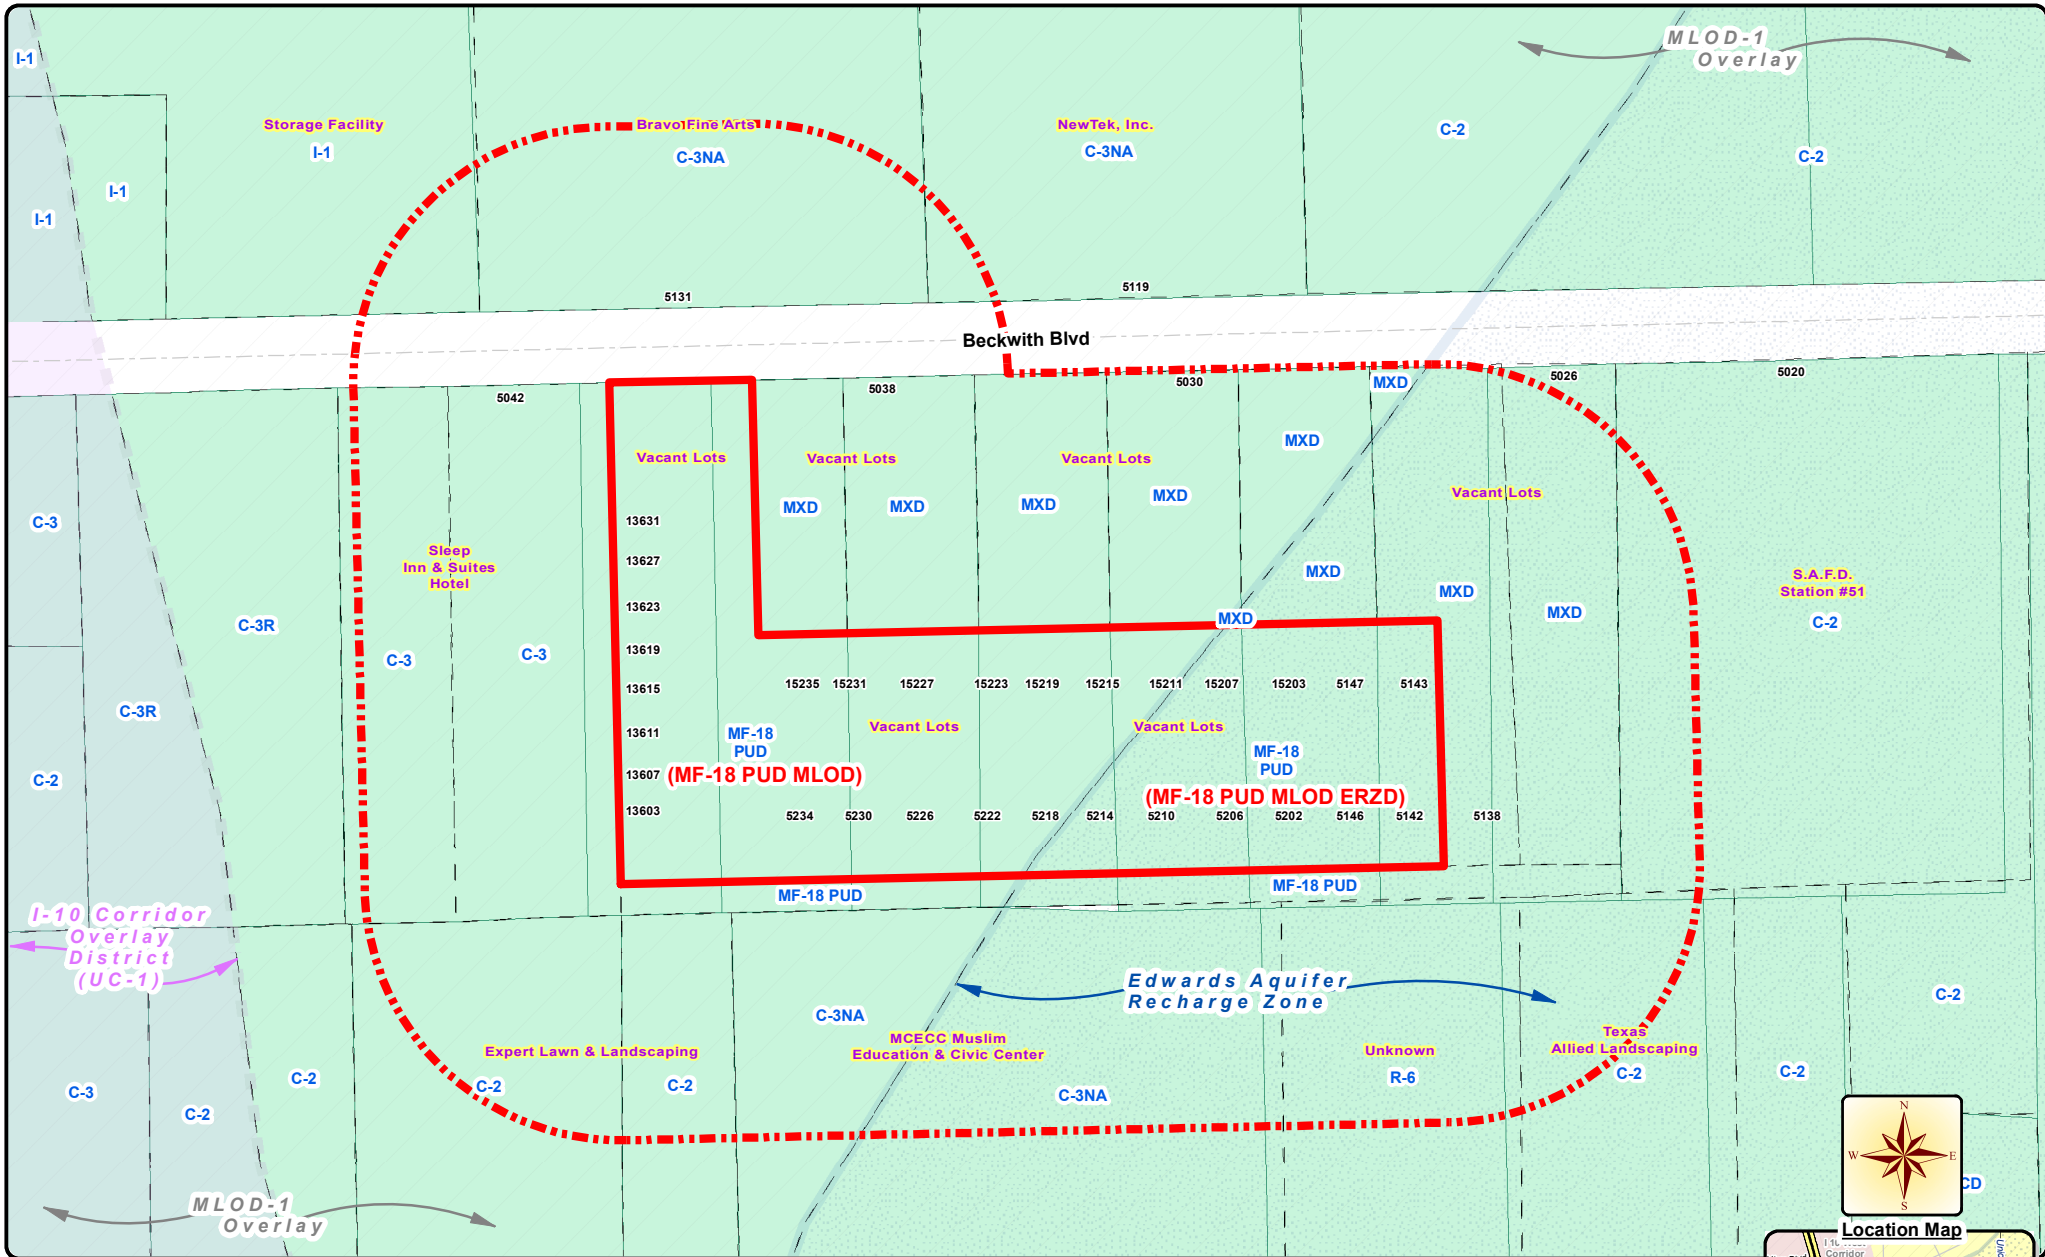 MLOD-1
Overlay
I-1
Storage Facility
I-1
Bravo Fine Arts
C-3NA
NewTek, Inc.
C-3NA
C-2
C-2
I-1
I-1
5131
5119
Beckwith Blvd
5042
5038
5030
MXD
5026
5020
Vacant Lots
Vacant Lots
Vacant Lots
MXD
Vacant Lots
MXD
MXD
MXD
MXD
C-3
13631
13627
13623
13619
13615
13611
13607
13603
Sleep
Inn & Suites
Hotel
C-3R
C-3
C-3
MXD
MXD
MXD
MXD
S.A.F.D.
Station #51
C-2
C-3R
C-2
15235
15231
15227
15223
15219
15215
15211
15207
15203
5147
5143
Vacant Lots
Vacant Lots
MF-18
PUD
(MF-18 PUD MLOD)
MF-18
PUD
(MF-18 PUD MLOD ERZD)
5234
5230
5226
5222
5218
5214
5210
5206
5202
5146
5142
5138
MF-18 PUD
MF-18 PUD
I-10 Corridor
Overlay
District
(UC-1)
Edwards Aquifer
Recharge Zone
C-2
C-3NA
MCECC Muslim
Education & Civic Center
C-3NA
Expert Lawn & Landscaping
C-2
C-2
Unknown
R-6
Texas
Allied Landscaping
C-2
C-2
C-3
C-2
C-2
MLOD-1
Overlay
N
W
E
S
CD
Location Map
Corridor